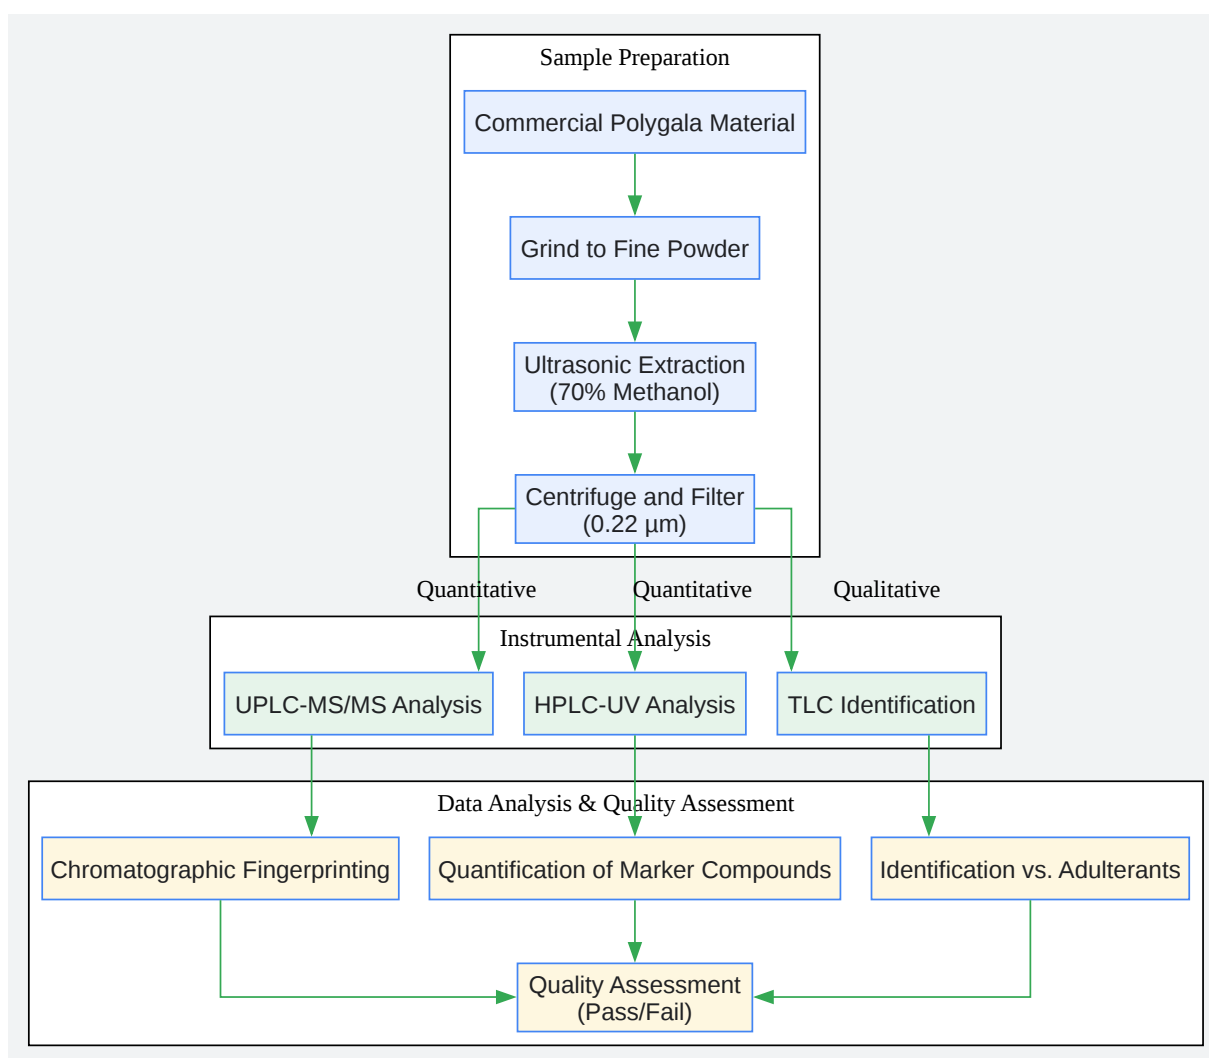 Sample Preparation
Commercial Polygala Material
Grind to Fine Powder
Ultrasonic Extraction
(70% Methanol)
Centrifuge and Filter
(0.22 µm)
Quantitative
Quantitative
Qualitative
Instrumental Analysis
UPLC-MS/MS Analysis
HPLC-UV Analysis
TLC Identification
Data Analysis & Quality Assessment
Chromatographic Fingerprinting
Quantification of Marker Compounds
Identification vs. Adulterants
Quality Assessment
(Pass/Fail)